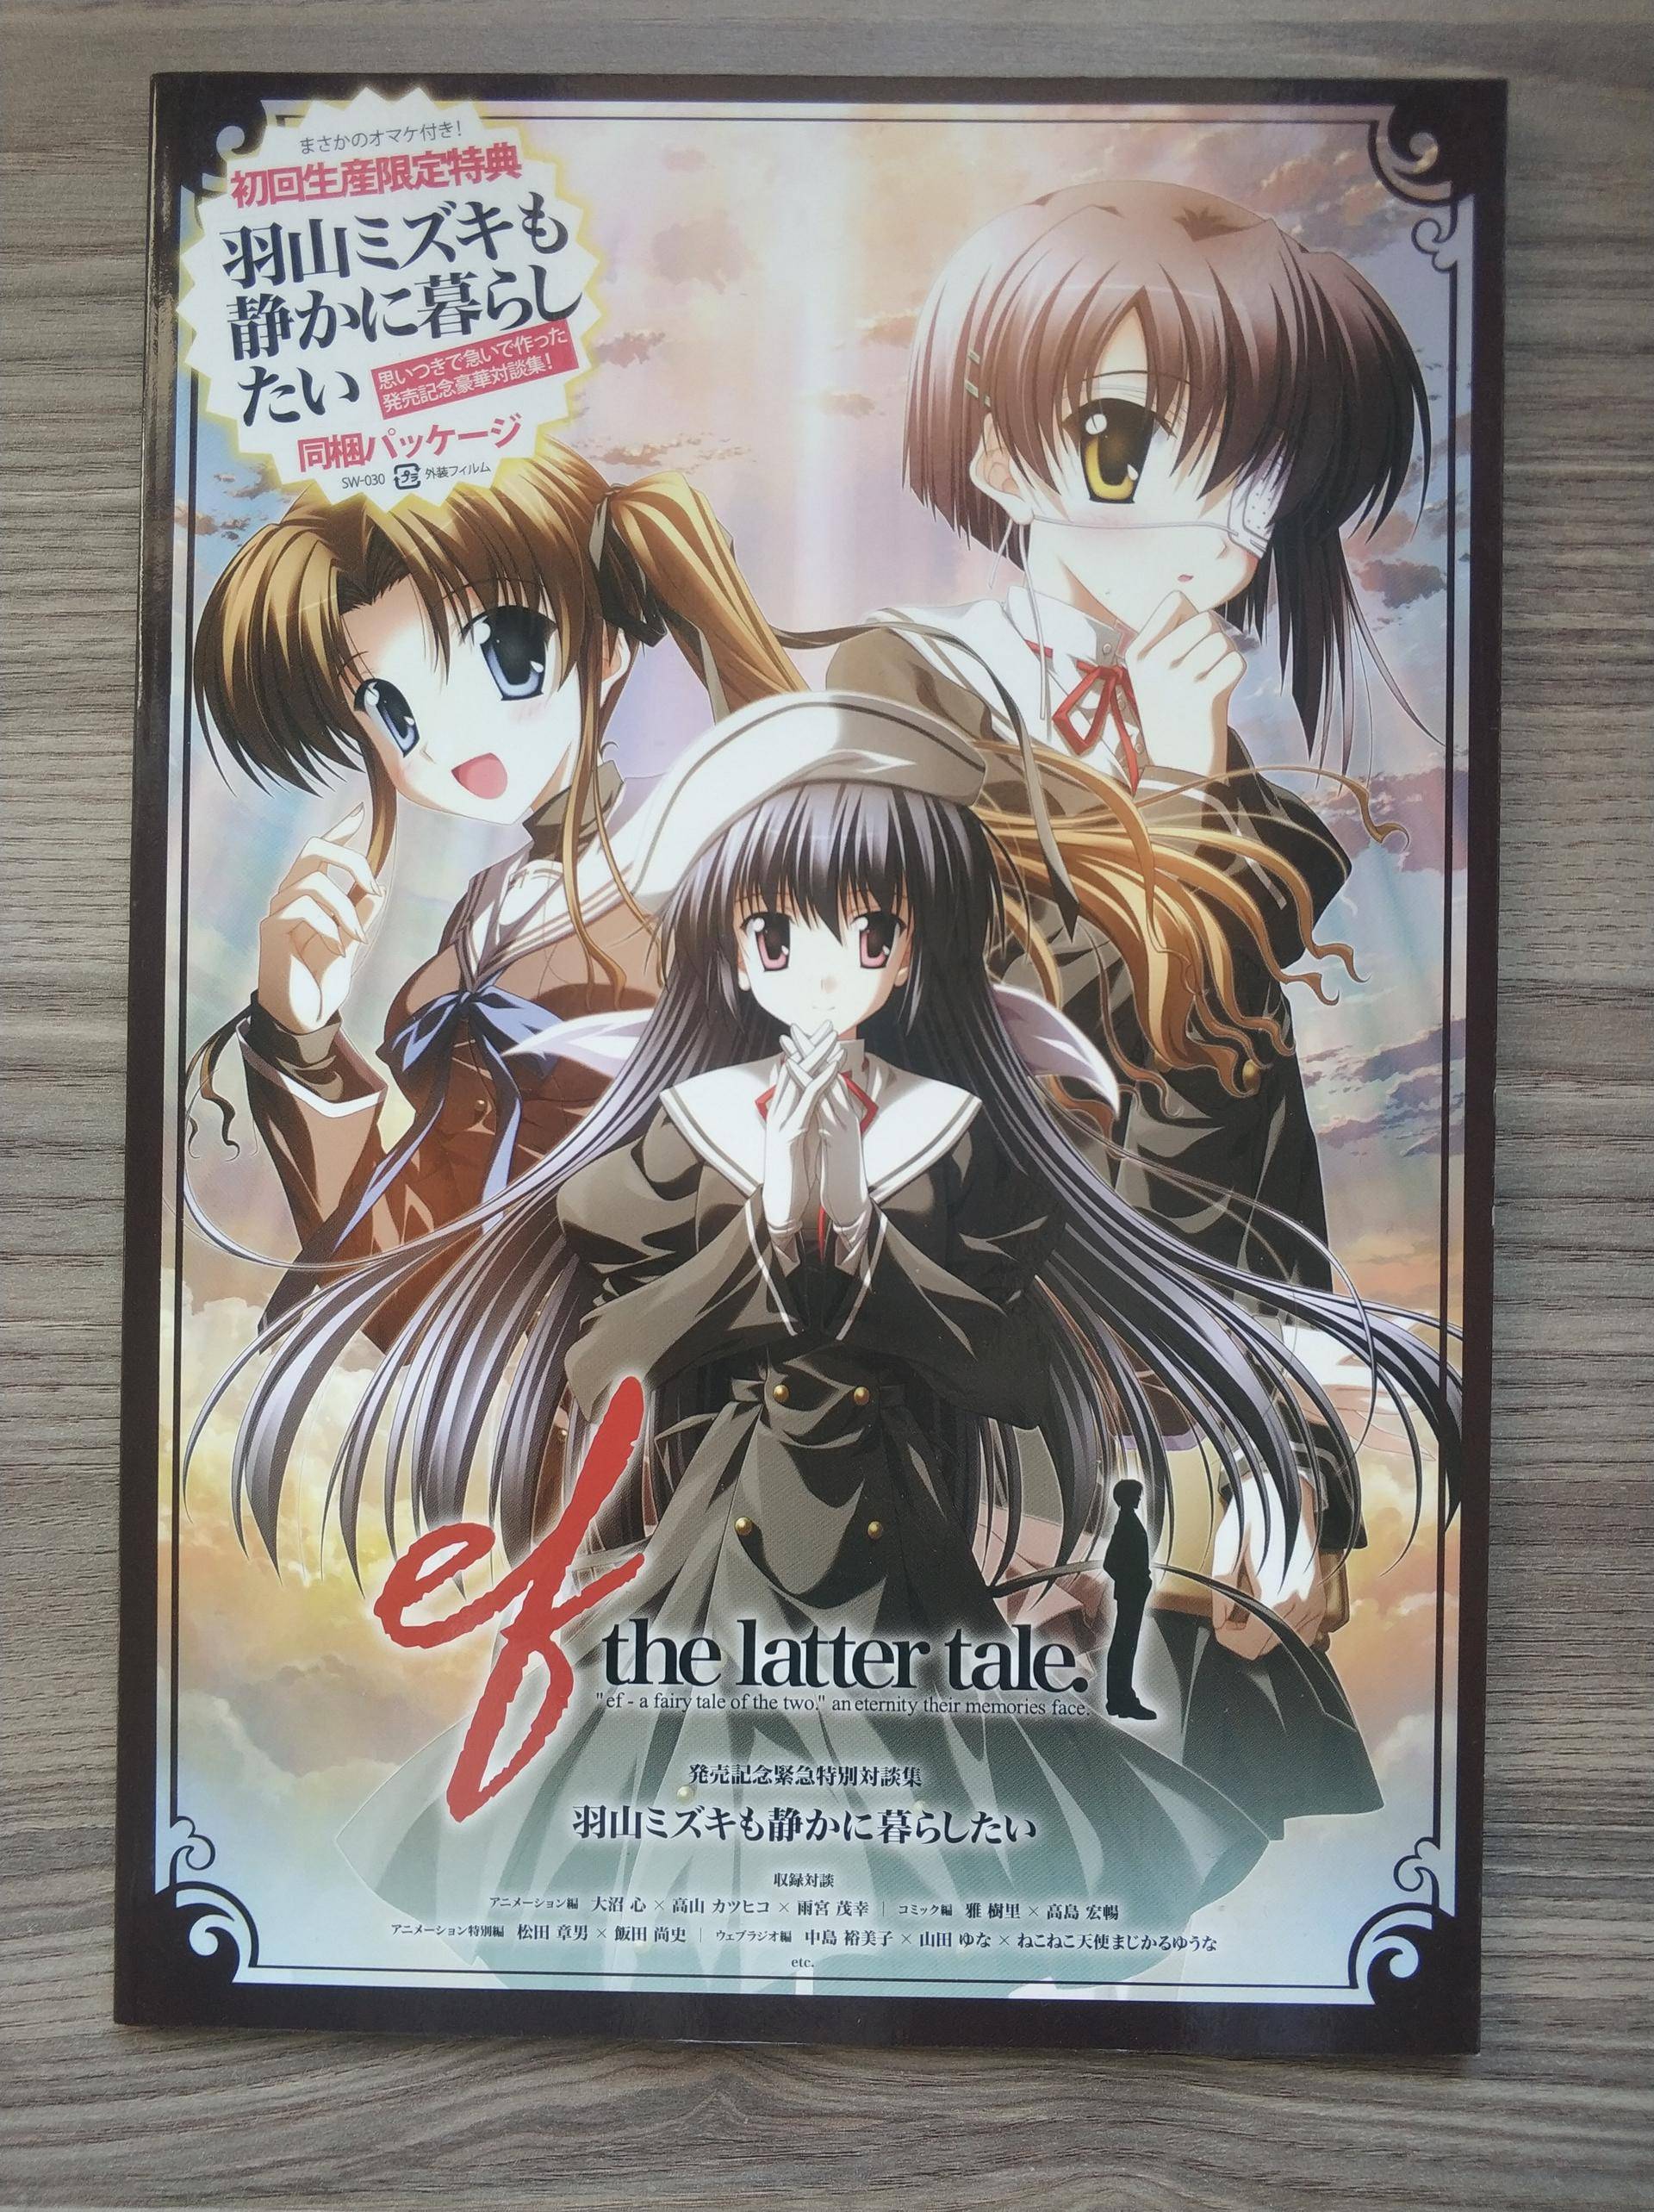 まさかのオマケ付き!
初回生産限定特典
羽山ミズキも
静かに暮らし
たい
思いつきで急いで作った
発売記念豪華対談集!
同梱パッケージ
SW-030 プラ 外装フィルム
ef
the latter tale.
"ef - a fairy tale of the two." an eternity their memories face.
発売記念緊急特別対談集
羽山ミズキも静かに暮らしたい
収録対談
アニメーション編 大沼 心 × 高山 カツヒコ × 雨宮 茂幸 | コミック編 雅 樹里 × 高島 宏暢
アニメーション特別編 松田 章男 × 飯田 尚史 | ウェブラジオ編 中島 裕美子 × 山田 ゆな × ねこねこ天使まじかるゆうな
etc.